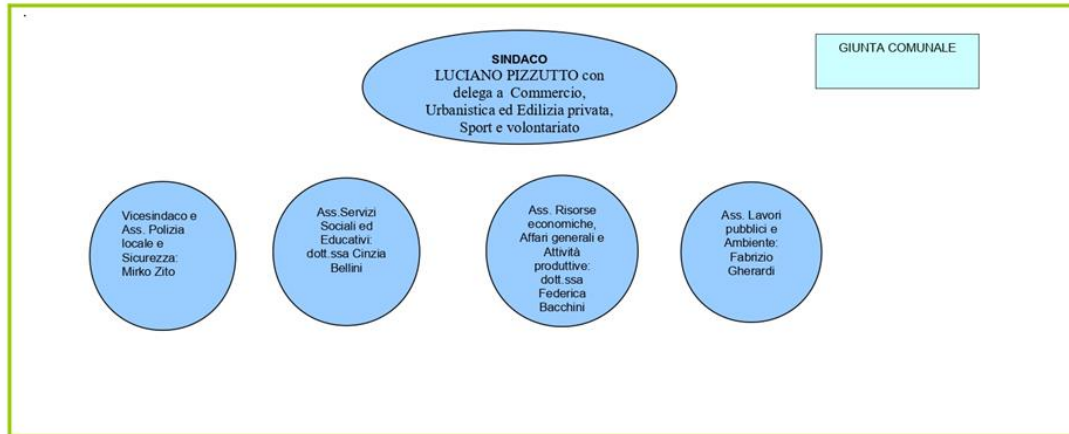 SINDACO
LUCIANO PIZZUTTO con
delega a Commercio,
Urbanistica ed Edilizia privata,
Sport e volontariato
GIUNTA COMUNALE
Vicesindaco e
Ass. Polizia
locale e
Sicurezza:
Mirko Zito
Ass.Servizi
Sociali ed
Educativi:
dott.ssa Cinzia
Bellini
Ass. Risorse
economiche,
Affari generali e
Attività
produttive:
dott.ssa
Federica
Bacchini
Ass. Lavori
pubblici e
Ambiente:
Fabrizio
Gherardi